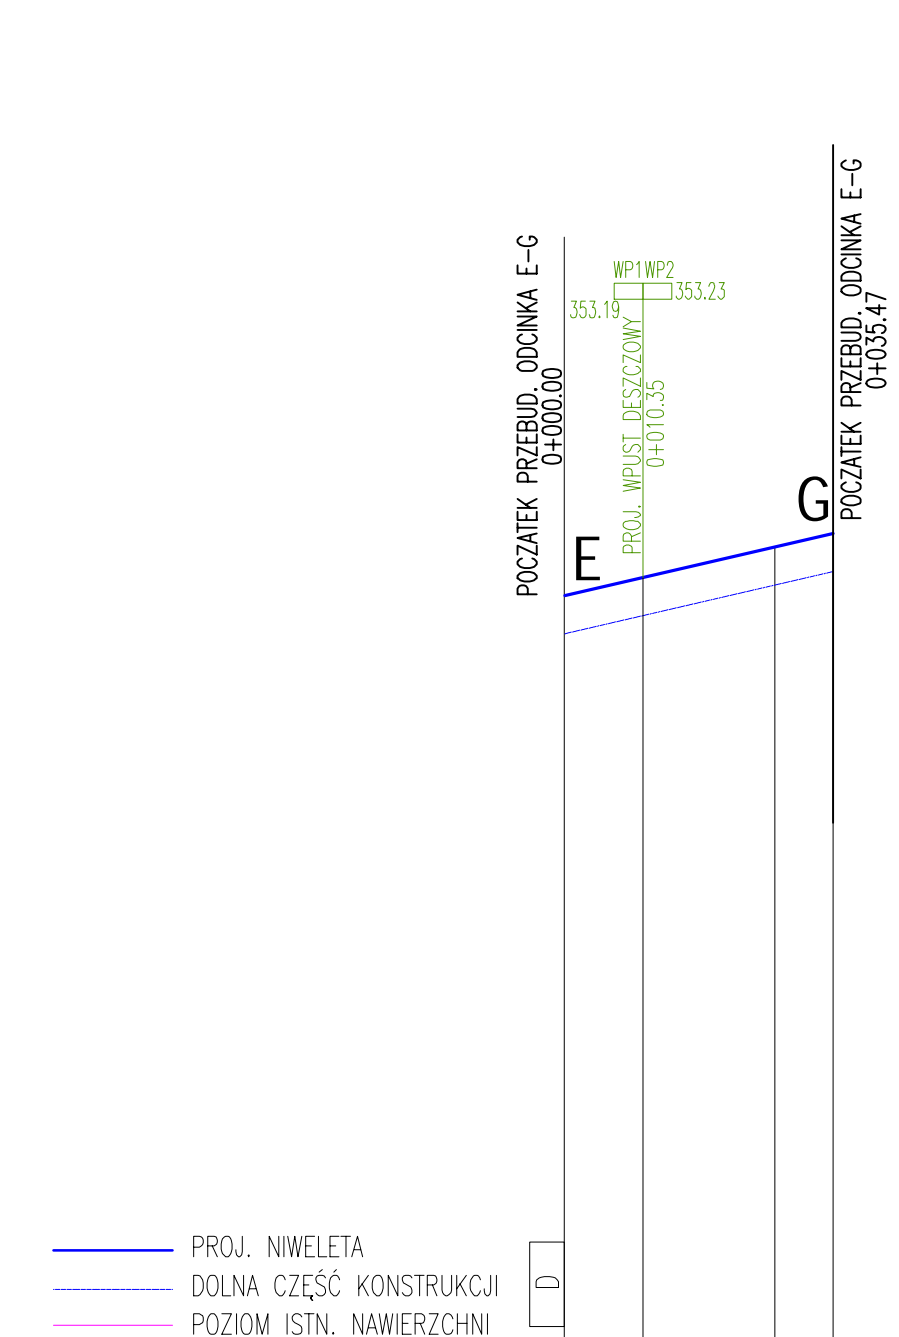 POCZATEK PRZEBUD. ODCINKA E-G
0+000.00
WP1 WP2
353.19
353.23
PROJ. WPUST DESZCZOWY
0+010.35
POCZATEK PRZEBUD. ODCINKA E-G
0+035.47
E
G
D
PROJ. NIWELETA
DOLNA CZĘŚĆ KONSTRUKCJI
POZIOM ISTN. NAWIERZCHNI